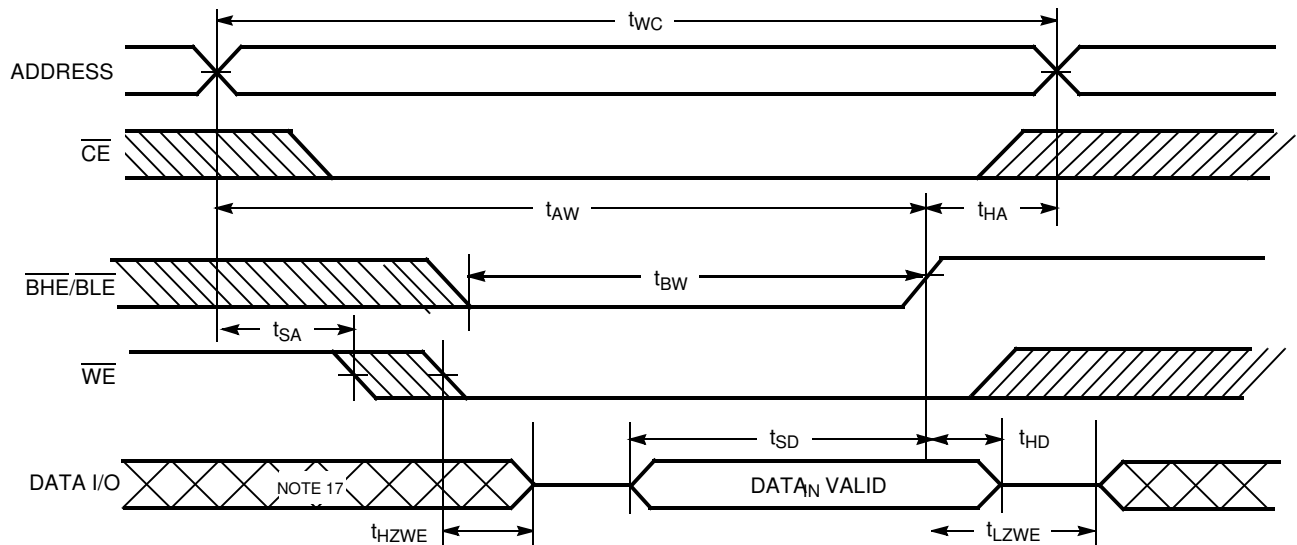 tWC
ADDRESS
CE
tAW
tHA
BHE/BLE
tBW
tSA
WE
tSD
tHD
DATA I/O
NOTE 17
DATAIN VALID
tHZWE
tLZWE